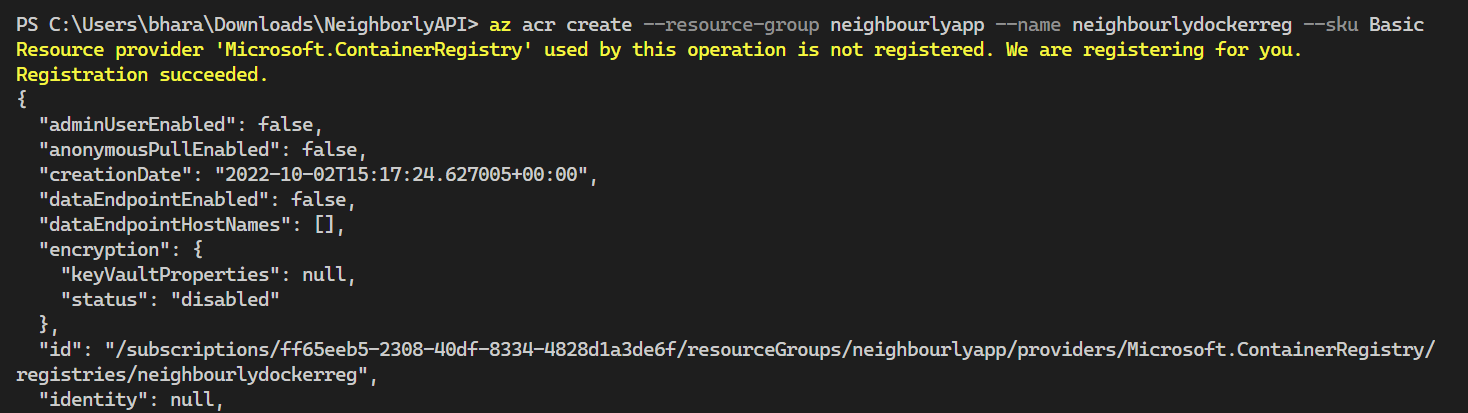 PS C:\Users\bhara\Downloads\NeighborlyAPI> az acr create --resource-group neighbourlyapp --name neighbourlydockerreg --sku Basic
Resource provider 'Microsoft.ContainerRegistry' used by this operation is not registered. We are registering for you.
Registration succeeded.
{
  "adminUserEnabled": false,
  "anonymousPullEnabled": false,
  "creationDate": "2022-10-02T15:17:24.627005+00:00",
  "dataEndpointEnabled": false,
  "dataEndpointHostNames": [],
  "encryption": {
    "keyVaultProperties": null,
    "status": "disabled"
  },
  "id": "/subscriptions/ff65eeb5-2308-40df-8334-4828d1a3de6f/resourceGroups/neighbourlyapp/providers/Microsoft.ContainerRegistry/
registries/neighbourlydockerreg",
  "identity": null,